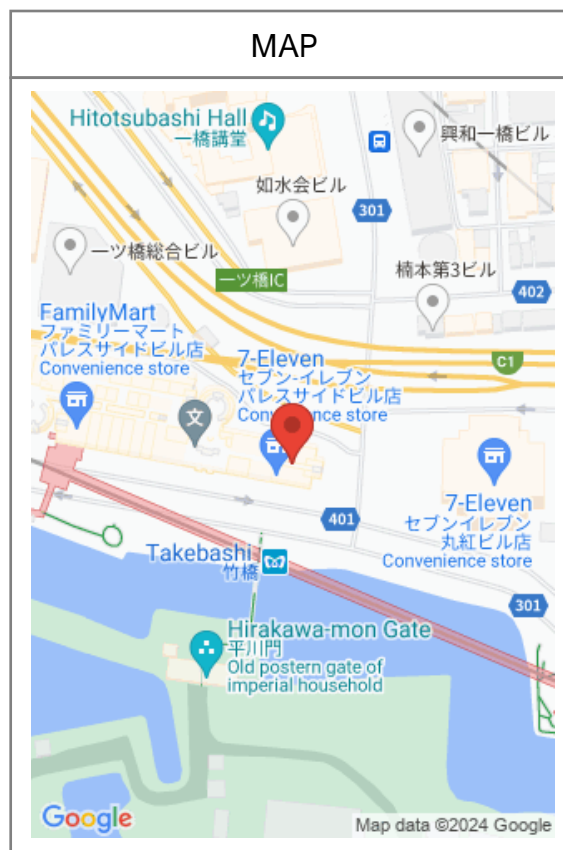 MAP
Hitotsubashi Hall
一橋講堂
興和一橋ビル
如水会ビル
301
一ツ橋総合ビル
楠本第3ビル
一ツ橋IC
402
FamilyMart
ファミリーマート
パレスサイドビル店
Convenience store
7-Eleven
セブン-イレブン
パレスサイドビル店
C1
文
7-Eleven
セブンイレブン
丸紅ビル店
Convenience store
401
Takebashi
竹橋
301
Hirakawa-mon Gate
平川門
Old postern gate of
imperial household
Google
Map data ©2024 Google